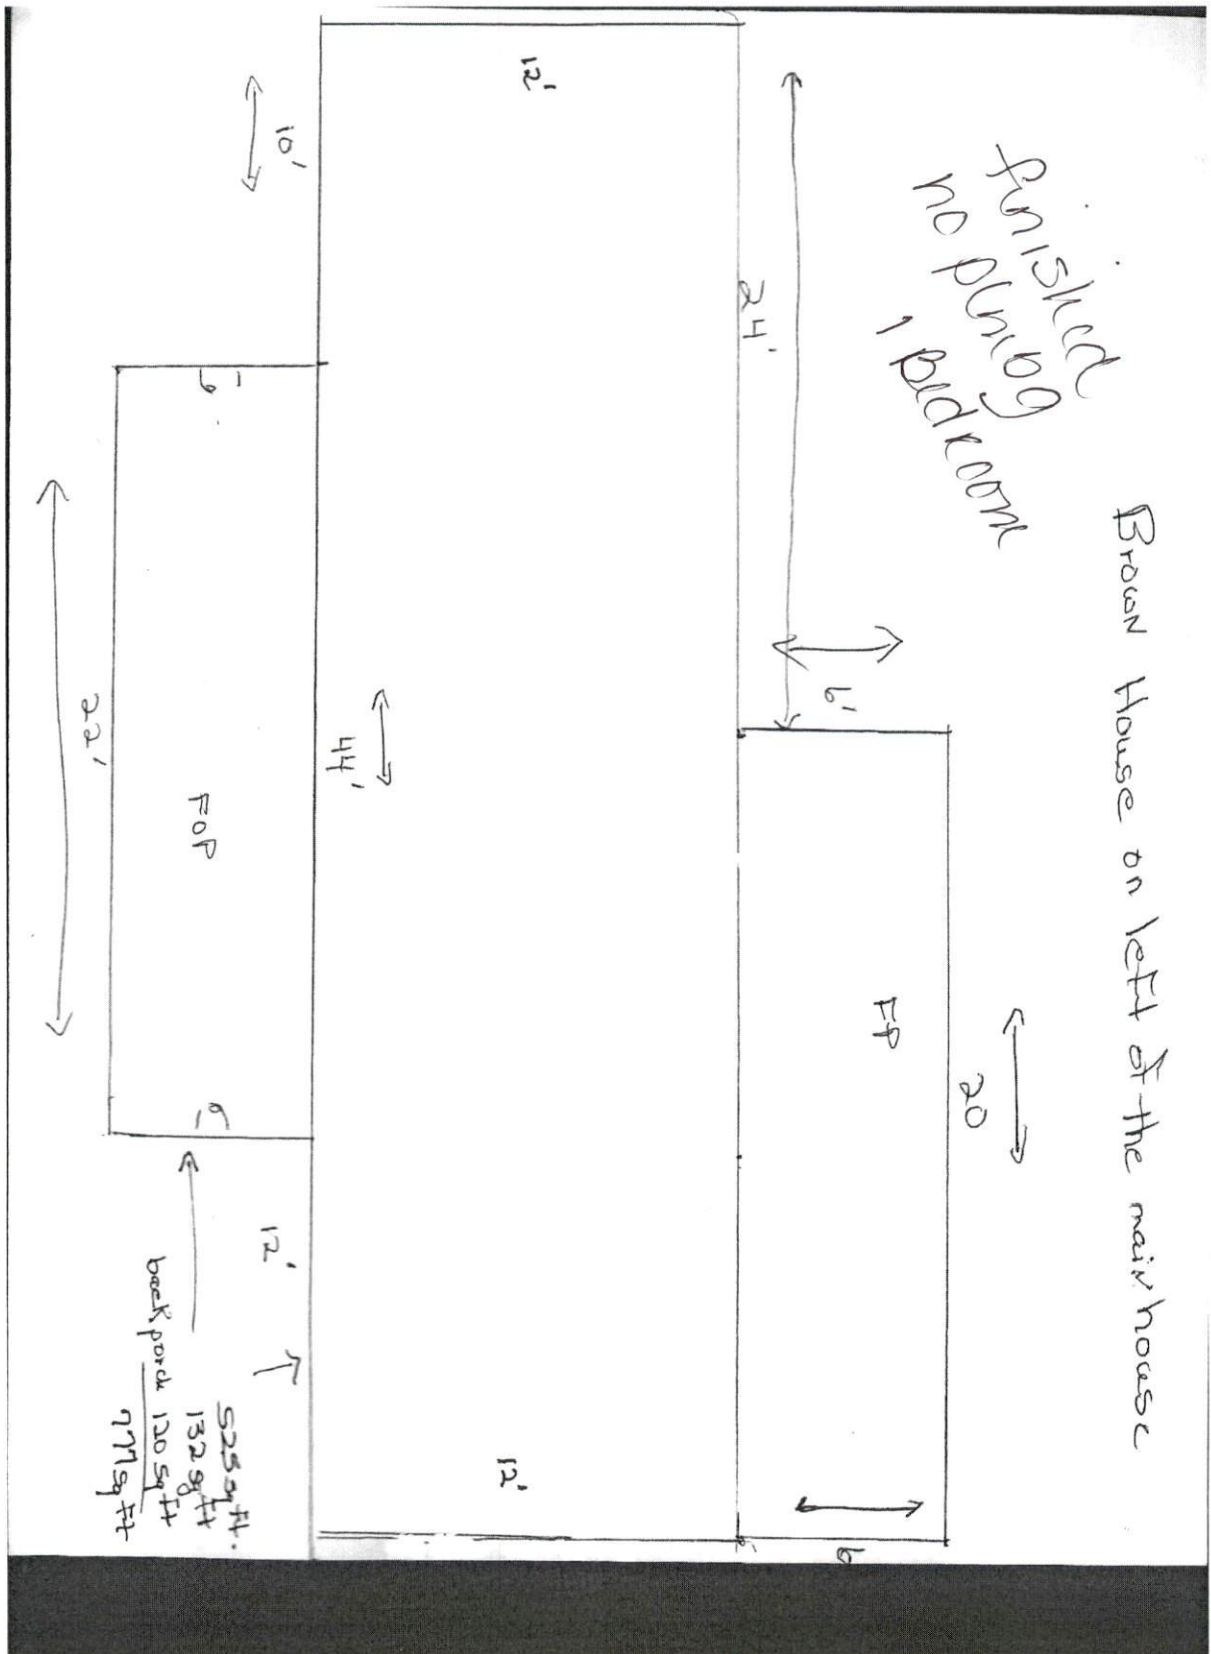 Brown House on left of the main house
finished
no plmbg
1 Bedroom
20
FP
6'
6
24'
12'
12'
44'
10'
12'
6'
6'
FOP
22'
525 sq ft.
132 sq ft
back porch 120 sq ft
777 sq ft